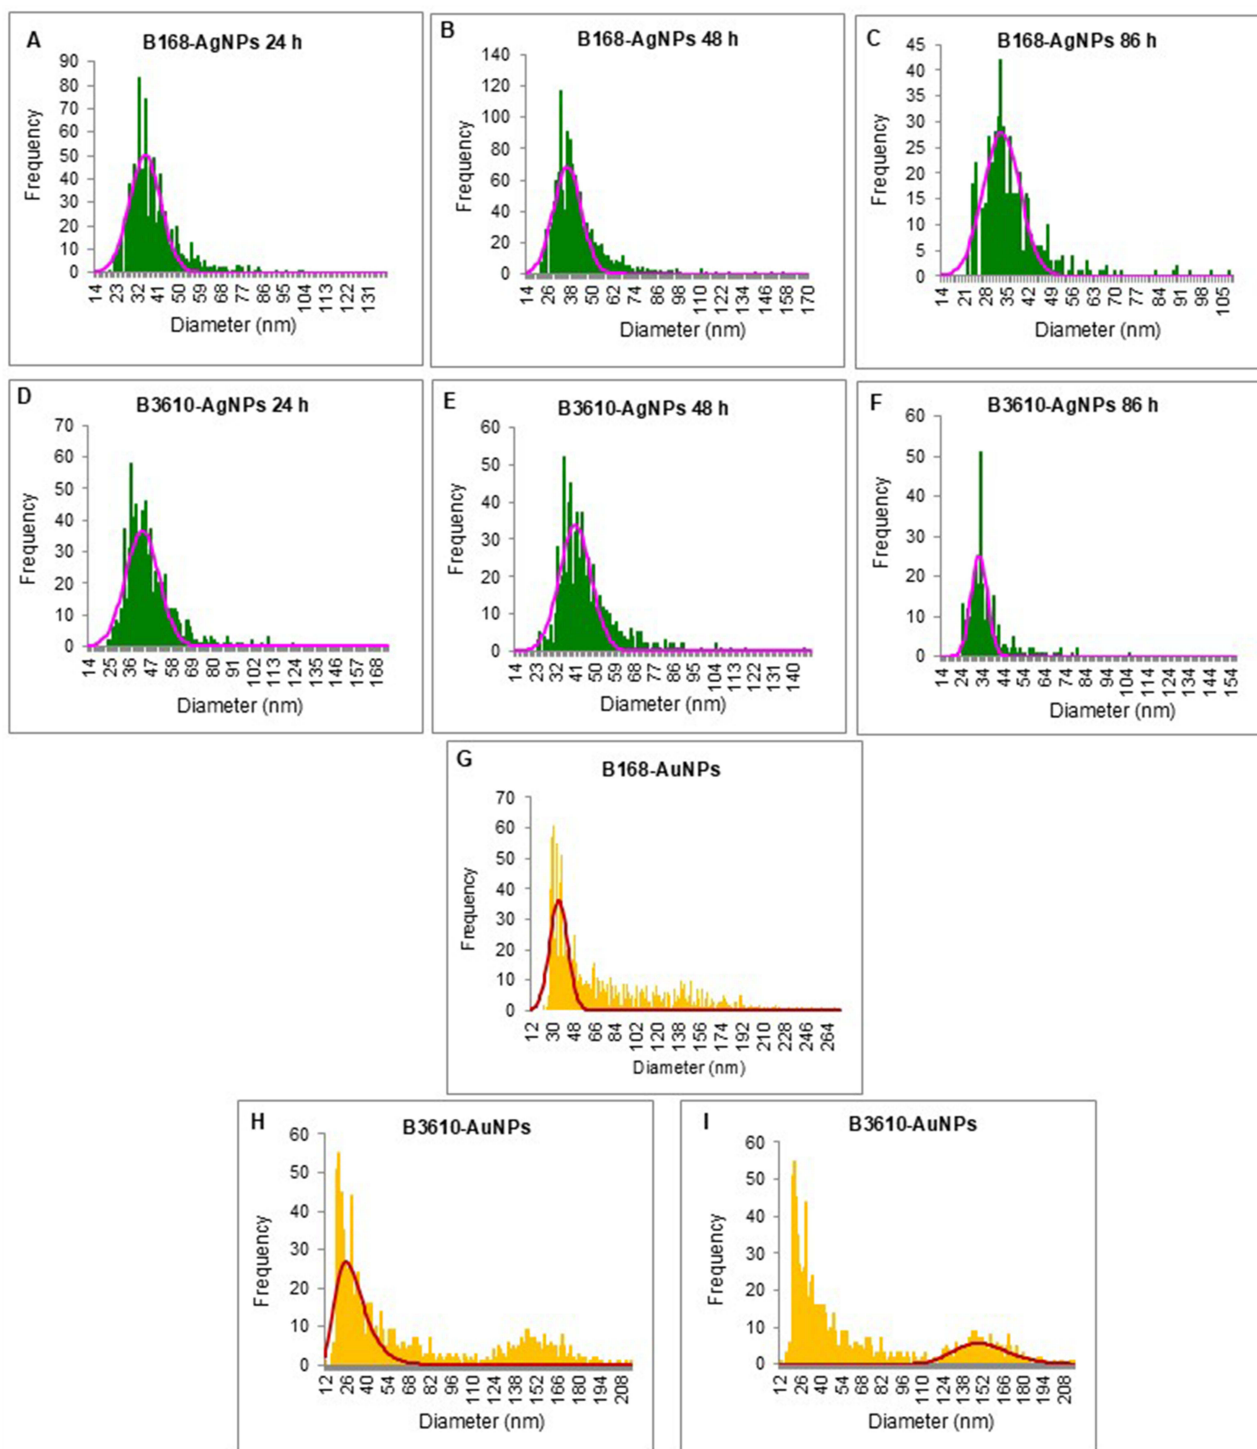 A
B168-AgNPs 24 h
Frequency
90
80
70
60
50
40
30
20
10
0
14 23 32 41 50 59 68 77 86 95 104 113 122 131
Diameter (nm)
B
B168-AgNPs 48 h
Frequency
140
120
100
80
60
40
20
0
14 26 38 50 62 74 86 98 110 122 134 146 158 170
Diameter (nm)
C
B168-AgNPs 86 h
Frequency
45
40
35
30
25
20
15
10
5
0
14 21 28 35 42 49 56 63 70 77 84 91 98 105
Diameter (nm)
D
B3610-AgNPs 24 h
Frequency
70
60
50
40
30
20
10
0
14 25 36 47 58 69 80 91 102 113 124 135 146 157 168
Diameter (nm)
E
B3610-AgNPs 48 h
Frequency
60
50
40
30
20
10
0
14 23 32 41 50 59 68 77 86 95 104 113 122 131 140
Diameter (nm)
F
B3610-AgNPs 86 h
Frequency
60
50
40
30
20
10
0
14 24 34 44 54 64 74 84 94 104 114 124 134 144 154
Diameter (nm)
G
B168-AuNPs
Frequency
70
60
50
40
30
20
10
0
12 30 48 66 84 102 120 138 156 174 192 210 228 246 264
Diameter (nm)
H
B3610-AuNPs
Frequency
60
50
40
30
20
10
0
12 26 40 54 68 82 96 110 124 138 152 166 180 194 208
Diameter (nm)
I
B3610-AuNPs
Frequency
60
50
40
30
20
10
0
12 26 40 54 68 82 96 110 124 138 152 166 180 194 208
Diameter (nm)